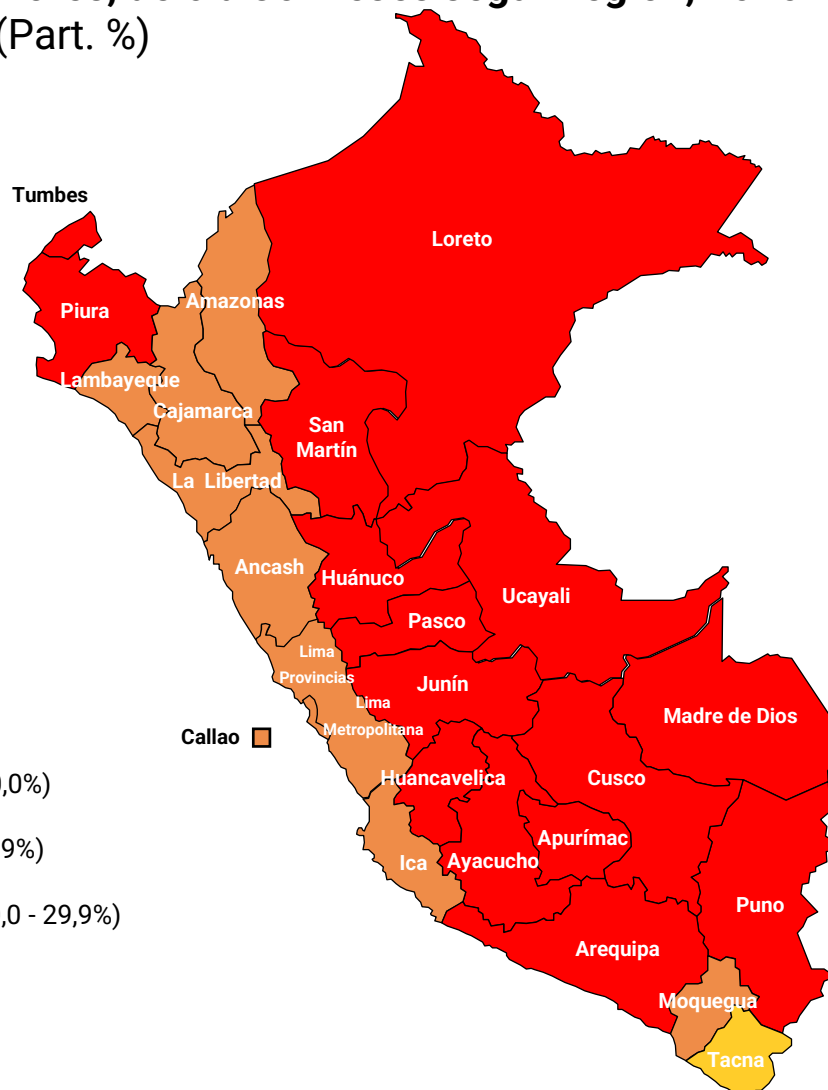 (Part. %)
Tumbes
Loreto
Amazonas
Piura
Lambayeque
Cajamarca
San
Martín
La Libertad
Ancash
Huánuco
Ucayali
Pasco
Lima
Provincias
Junín
Lima
Metropolitana
Madre de Dios
Callao
Huancavelica
Cusco
,0%)
9%)
,0 - 29,9%)
Apurímac
Ica
Ayacucho
Puno
Arequipa
Moquegua
Tacna